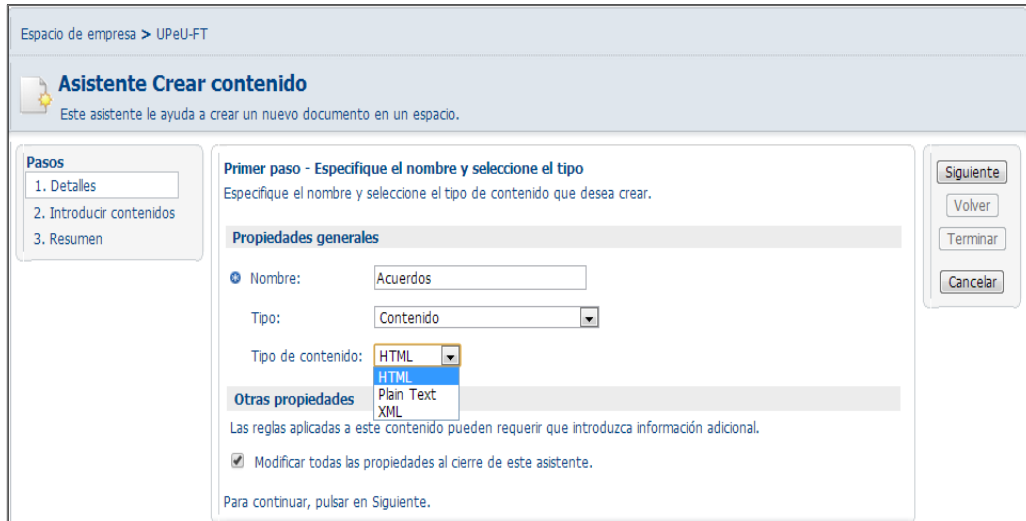 Espacio de empresa > UPeU-FT
Asistente Crear contenido
Este asistente le ayuda a crear un nuevo documento en un espacio.
Pasos
1. Detalles
2. Introducir contenidos
3. Resumen
Primer paso - Especifique el nombre y seleccione el tipo
Especifique el nombre y seleccione el tipo de contenido que desea crear.
Propiedades generales
Nombre: Acuerdos
Tipo: Contenido
Tipo de contenido: HTML
HTML
Plain Text
XML
Otras propiedades
Las reglas aplicadas a este contenido pueden requerir que introduzca información adicional.
Modificar todas las propiedades al cierre de este asistente.
Para continuar, pulsar en Siguiente.
Siguiente
Volver
Terminar
Cancelar